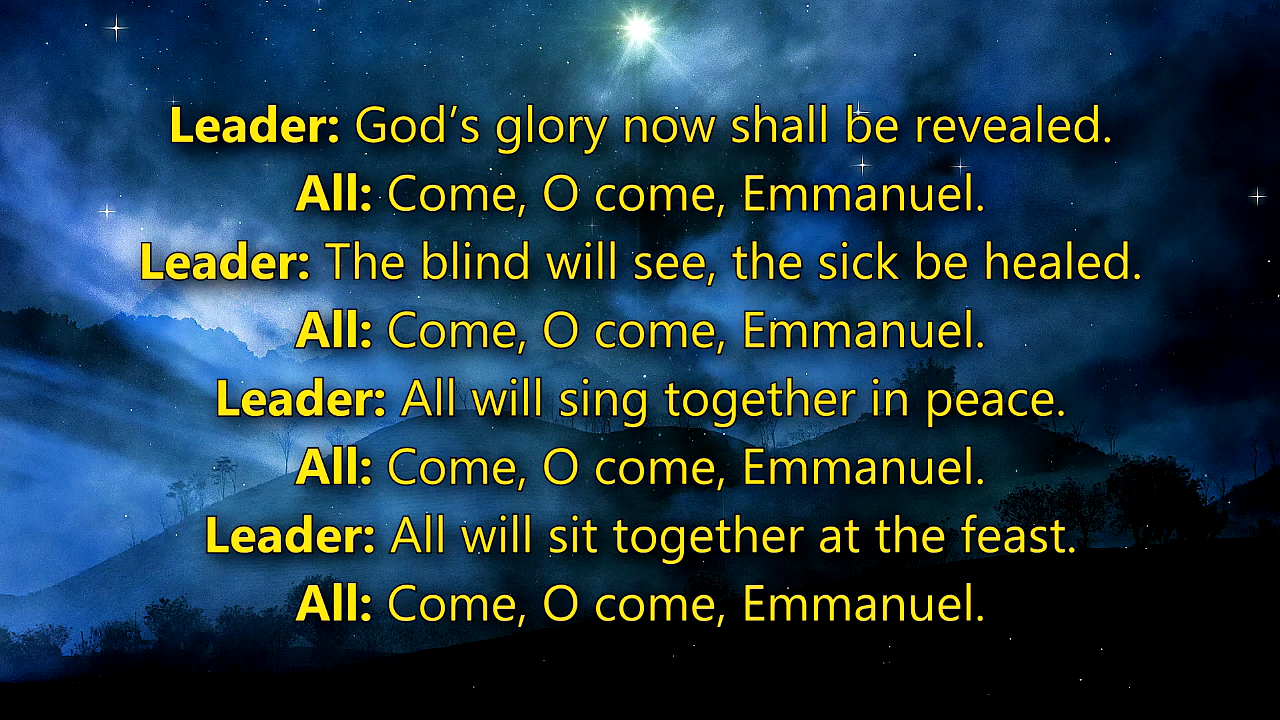 Leader: God’s glory now shall be revealed.
All: Come, O come, Emmanuel.
Leader: The blind will see, the sick be healed.
All: Come, O come, Emmanuel.
Leader: All will sing together in peace.
All: Come, O come, Emmanuel.
Leader: All will sit together at the feast.
All: Come, O come, Emmanuel.